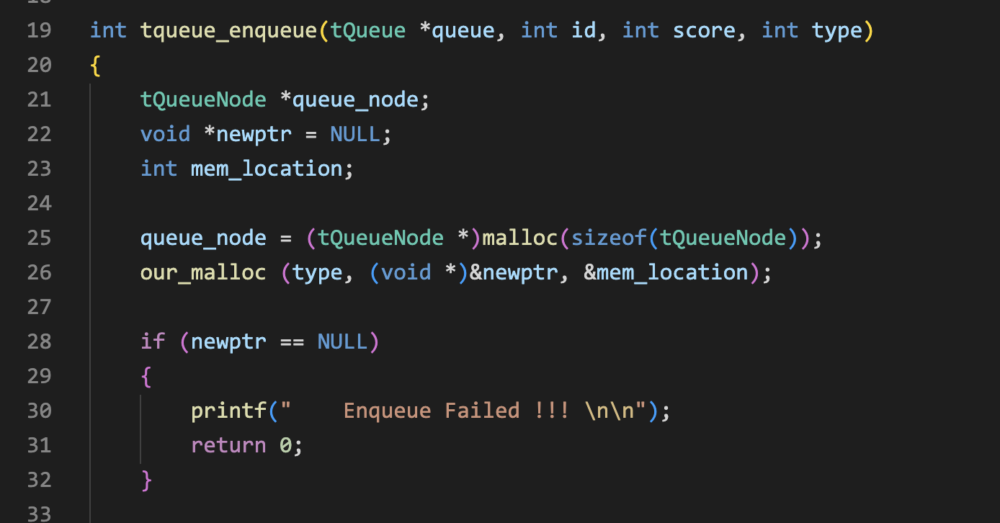 19 int tqueue_enqueue(tQueue *queue, int id, int score, int type)
20 {
21     tQueueNode *queue_node;
22     void *newptr = NULL;
23     int mem_location;
24
25     queue_node = (tQueueNode *)malloc(sizeof(tQueueNode));
26     our_malloc (type, (void *)&newptr, &mem_location);
27
28     if (newptr == NULL)
29     {
30         printf("    Enqueue Failed !!! \n\n");
31         return 0;
32     }
33